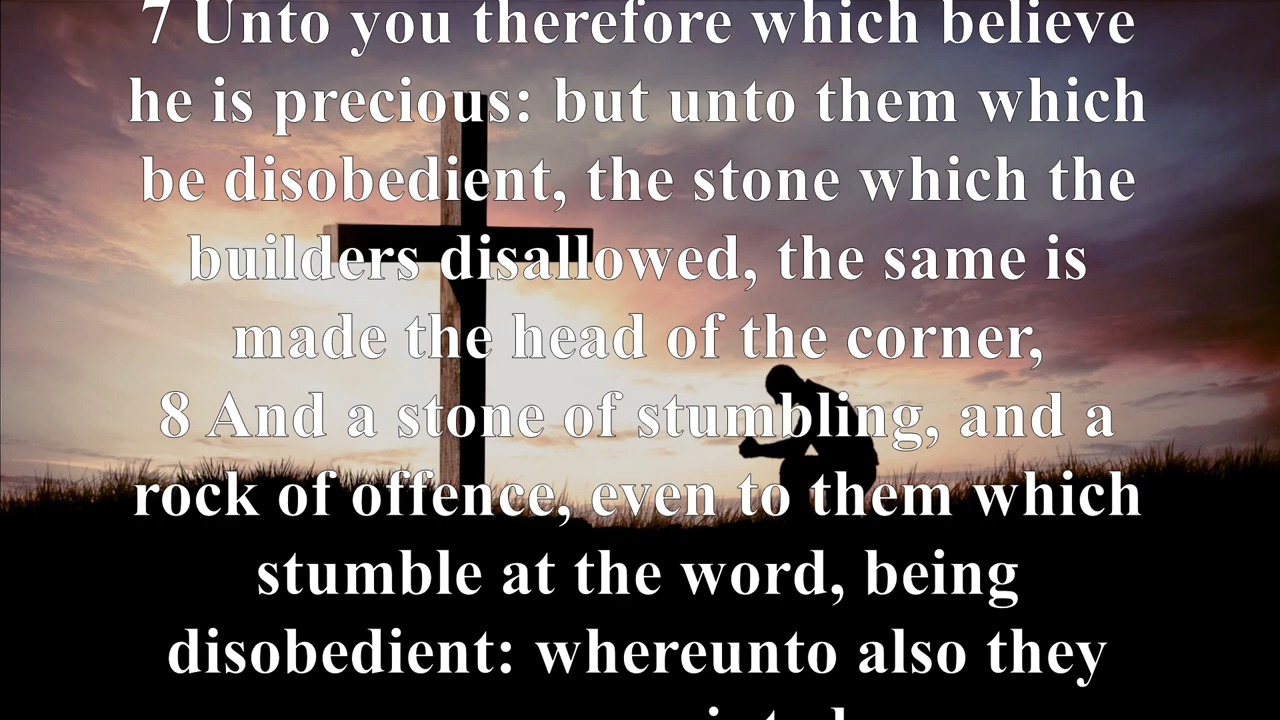 7 Unto you therefore which believe
he is precious: but unto them which
be disobedient, the stone which the
builders disallowed, the same is
made the head of the corner,
8 And a stone of stumbling, and a
rock of offence, even to them which
stumble at the word, being
disobedient: whereunto also they